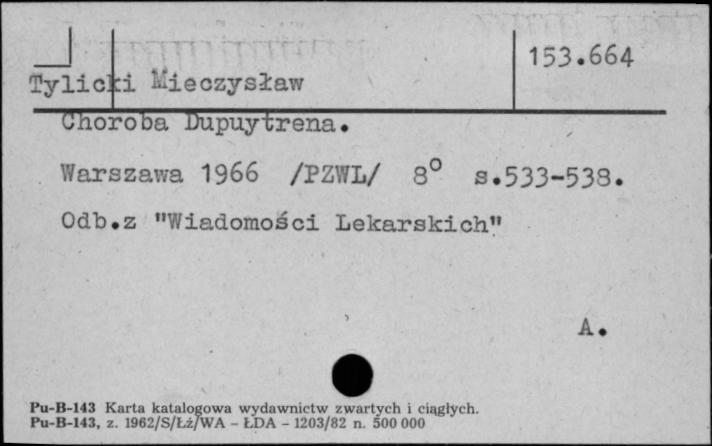 153.664
Tylicki Mieczysław
Choroba Dupuytrena.
Warszawa 1966 /PZWL/ 8° s.533-538.
Odb.z "Wiadomości Lekarskich"
A.
Pu-B-143 Karta katalogowa wydawnictw zwartych i ciągłych.
Pu-B-143, z. 1962/S/Łż/WA - ŁDA - 1203/82 n. 500 000